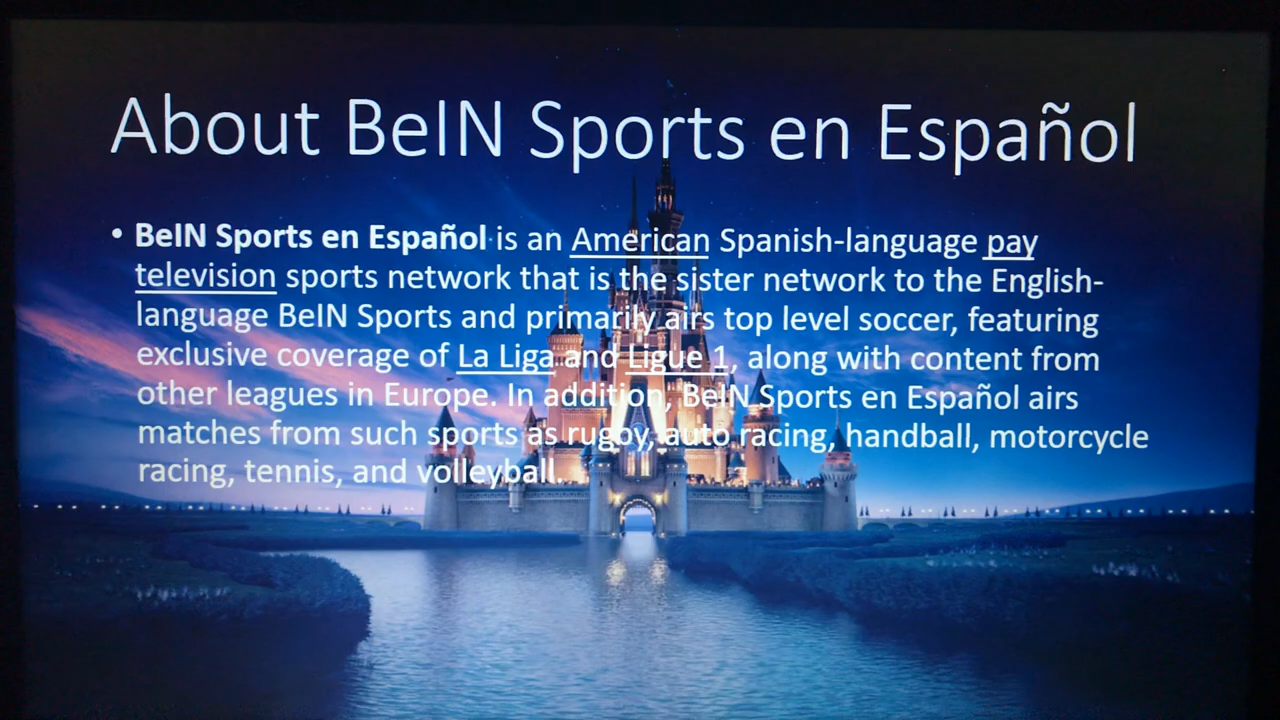 About BeIN Sports en Español
• BeIN Sports en Español is an American Spanish-language pay
television sports network that is the sister network to the English-
language BeIN Sports and primarily airs top level soccer, featuring
exclusive coverage of La Liga and Ligue 1, along with content from
other leagues in Europe. In addition, BeIN Sports en Español airs
matches from such sports as rugby, auto racing, handball, motorcycle
racing, tennis, and volleyball.